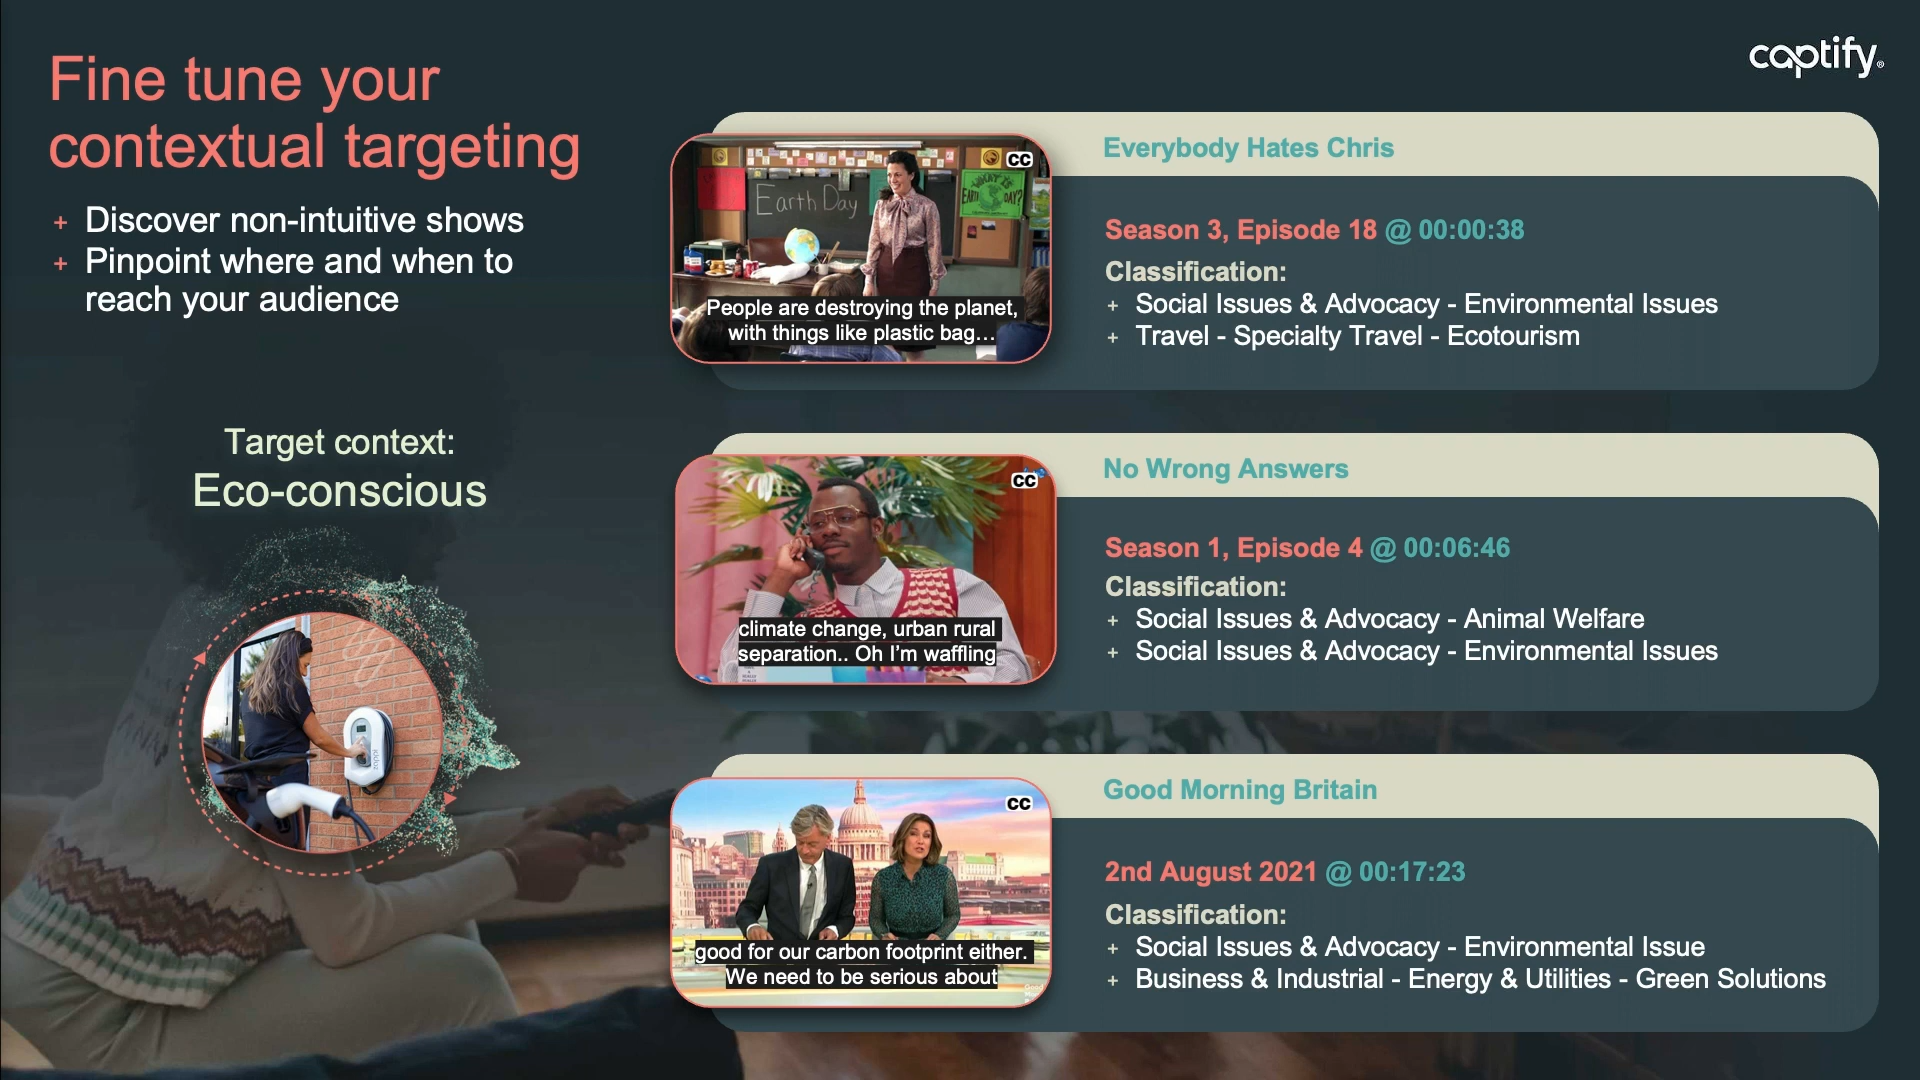 Fine tune your
contextual targeting
+ Discover non-intuitive shows
+ Pinpoint where and when to
reach your audience
Target context:
Eco-conscious
captify®
Everybody Hates Chris
Earth Day
WHAT IS
EARTH DAY?
CC
People are destroying the planet,
with things like plastic bag...
Season 3, Episode 18 @ 00:00:38
Classification:
+ Social Issues & Advocacy - Environmental Issues
+ Travel - Specialty Travel - Ecotourism
No Wrong Answers
CC
climate change, urban rural
separation.. Oh I'm waffling
Season 1, Episode 4 @ 00:06:46
Classification:
+ Social Issues & Advocacy - Animal Welfare
+ Social Issues & Advocacy - Environmental Issues
Good Morning Britain
CC
good for our carbon footprint either.
We need to be serious about
2nd August 2021 @ 00:17:23
Classification:
+ Social Issues & Advocacy - Environmental Issue
+ Business & Industrial - Energy & Utilities - Green Solutions